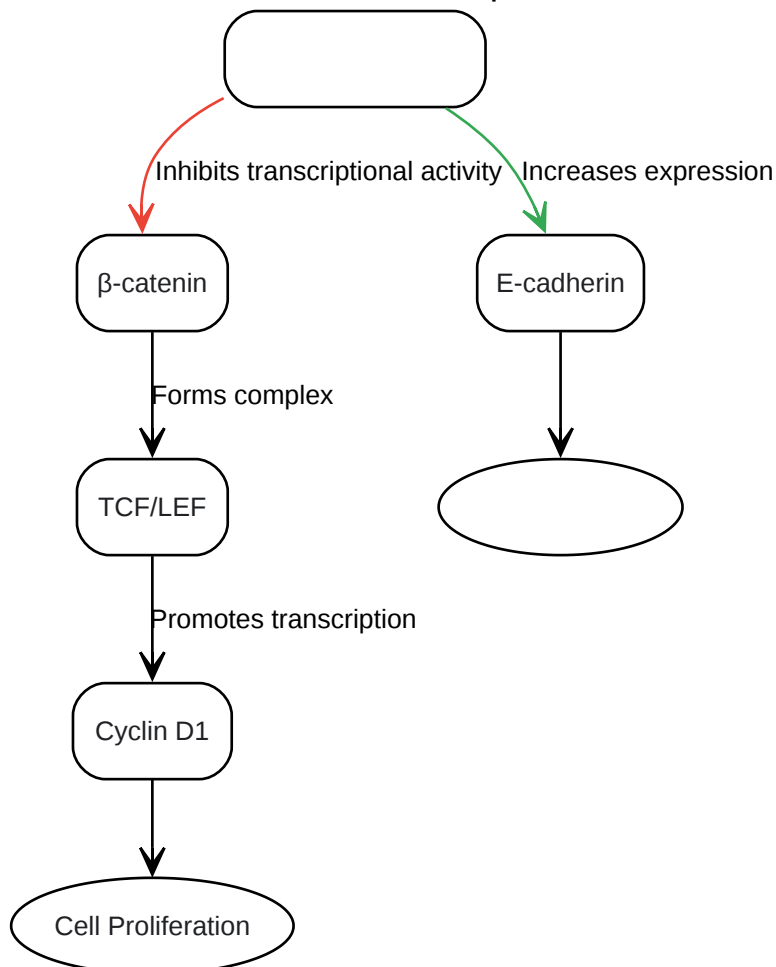 Inhibits transcriptional activity
Increases expression
β-catenin
E-cadherin
Forms complex
TCF/LEF
Promotes transcription
Cyclin D1
Cell Proliferation